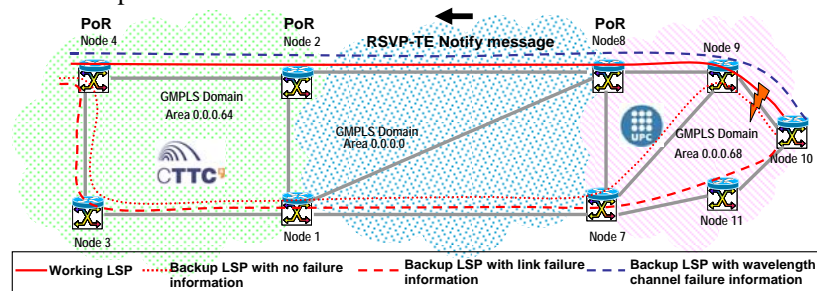 PoR
Node 4
PoR
Node 2
RSVP-TE Notify message
PoR
Node8
Node 9
GMPLS Domain
Area 0.0.0.64
GMPLS Domain
Area 0.0.0.0
GMPLS Domain
Area 0.0.0.68
UPC
CTTC9
Node 10
Node 3
Node 1
Node 7
Node 11
Working LSP
Backup LSP with no failure
information
Backup LSP with link failure
information
Backup LSP with wavelength
channel failure information